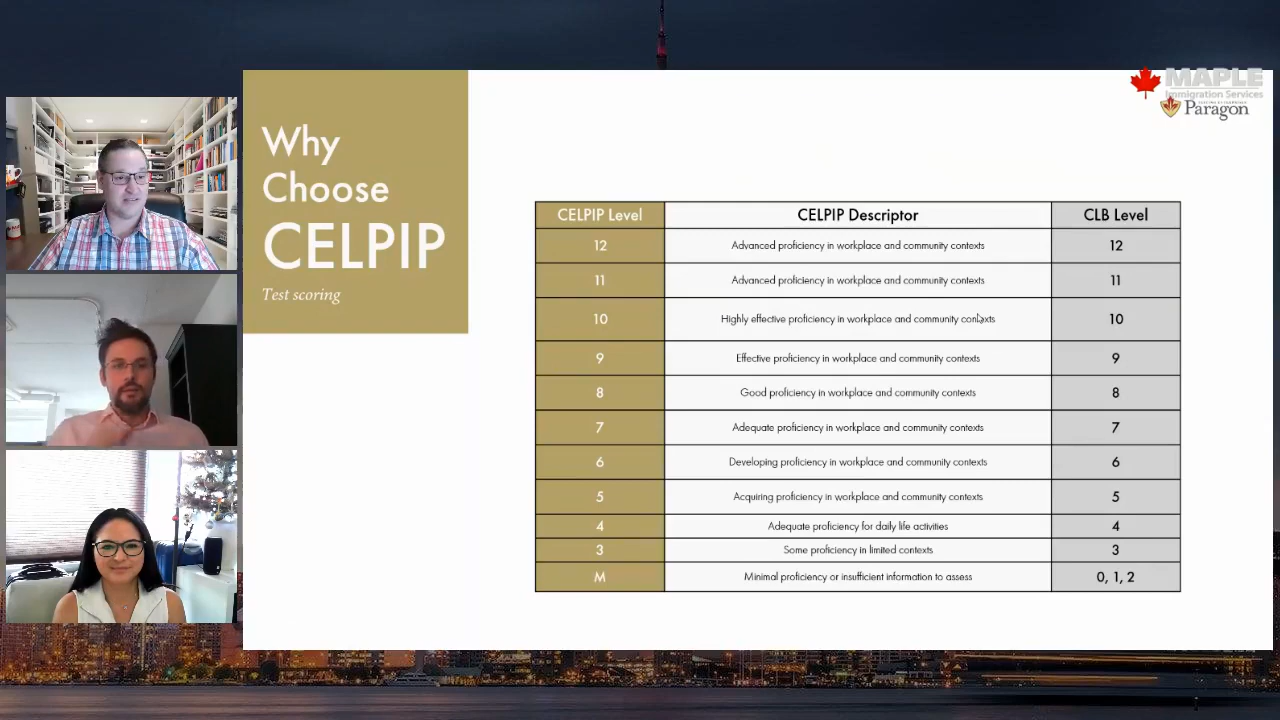 MAPLE
Immigration Services
Paragon
Why
Choose
CELPIP
Test scoring
CELPIP Level CELPIP Descriptor CLB Level
12 Advanced proficiency in workplace and community contexts 12
11 Advanced proficiency in workplace and community contexts 11
10 Highly effective proficiency in workplace and community contexts 10
9 Effective proficiency in workplace and community contexts 9
8 Good proficiency in workplace and community contexts 8
7 Adequate proficiency in workplace and community contexts 7
6 Developing proficiency in workplace and community contexts 6
5 Acquiring proficiency in workplace and community contexts 5
4 Adequate proficiency for daily life activities 4
3 Some proficiency in limited contexts 3
M Minimal proficiency or insufficient information to assess 0, 1, 2